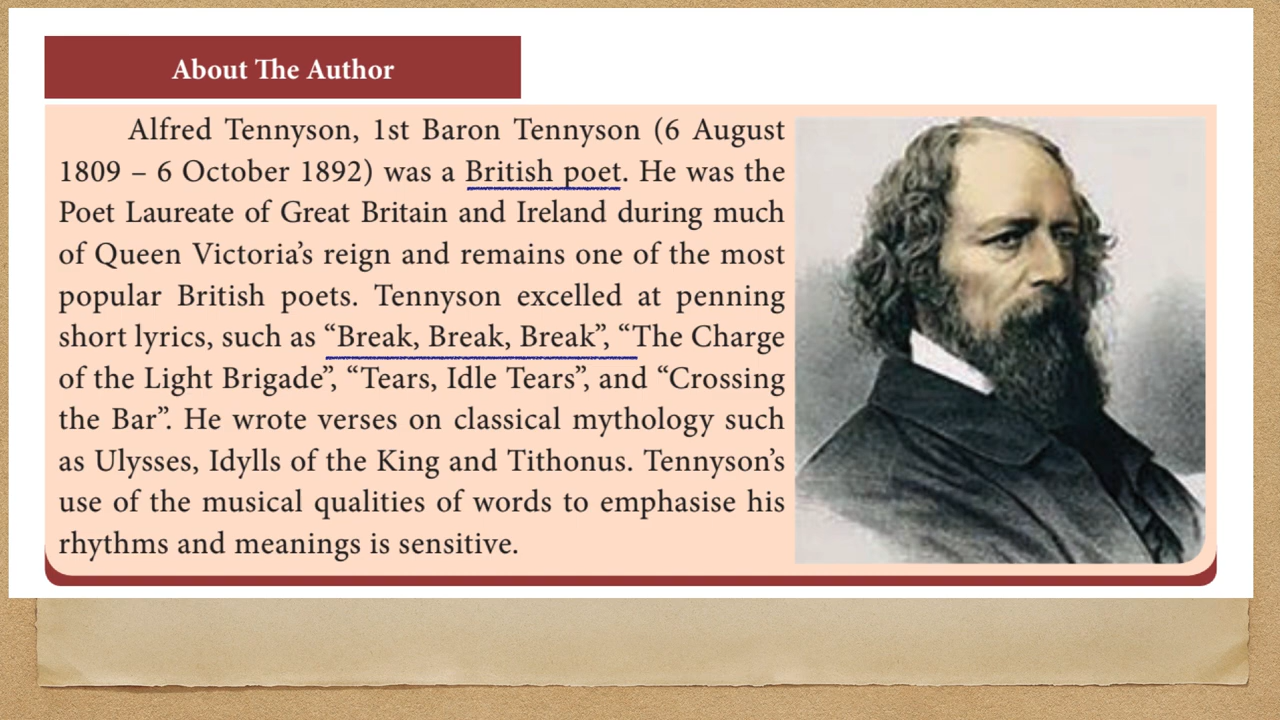 About The Author
Alfred Tennyson, 1st Baron Tennyson (6 August
1809 – 6 October 1892) was a British poet. He was the
Poet Laureate of Great Britain and Ireland during much
of Queen Victoria’s reign and remains one of the most
popular British poets. Tennyson excelled at penning
short lyrics, such as “Break, Break, Break”, “The Charge
of the Light Brigade”, “Tears, Idle Tears”, and “Crossing
the Bar”. He wrote verses on classical mythology such
as Ulysses, Idylls of the King and Tithonus. Tennyson’s
use of the musical qualities of words to emphasise his
rhythms and meanings is sensitive.